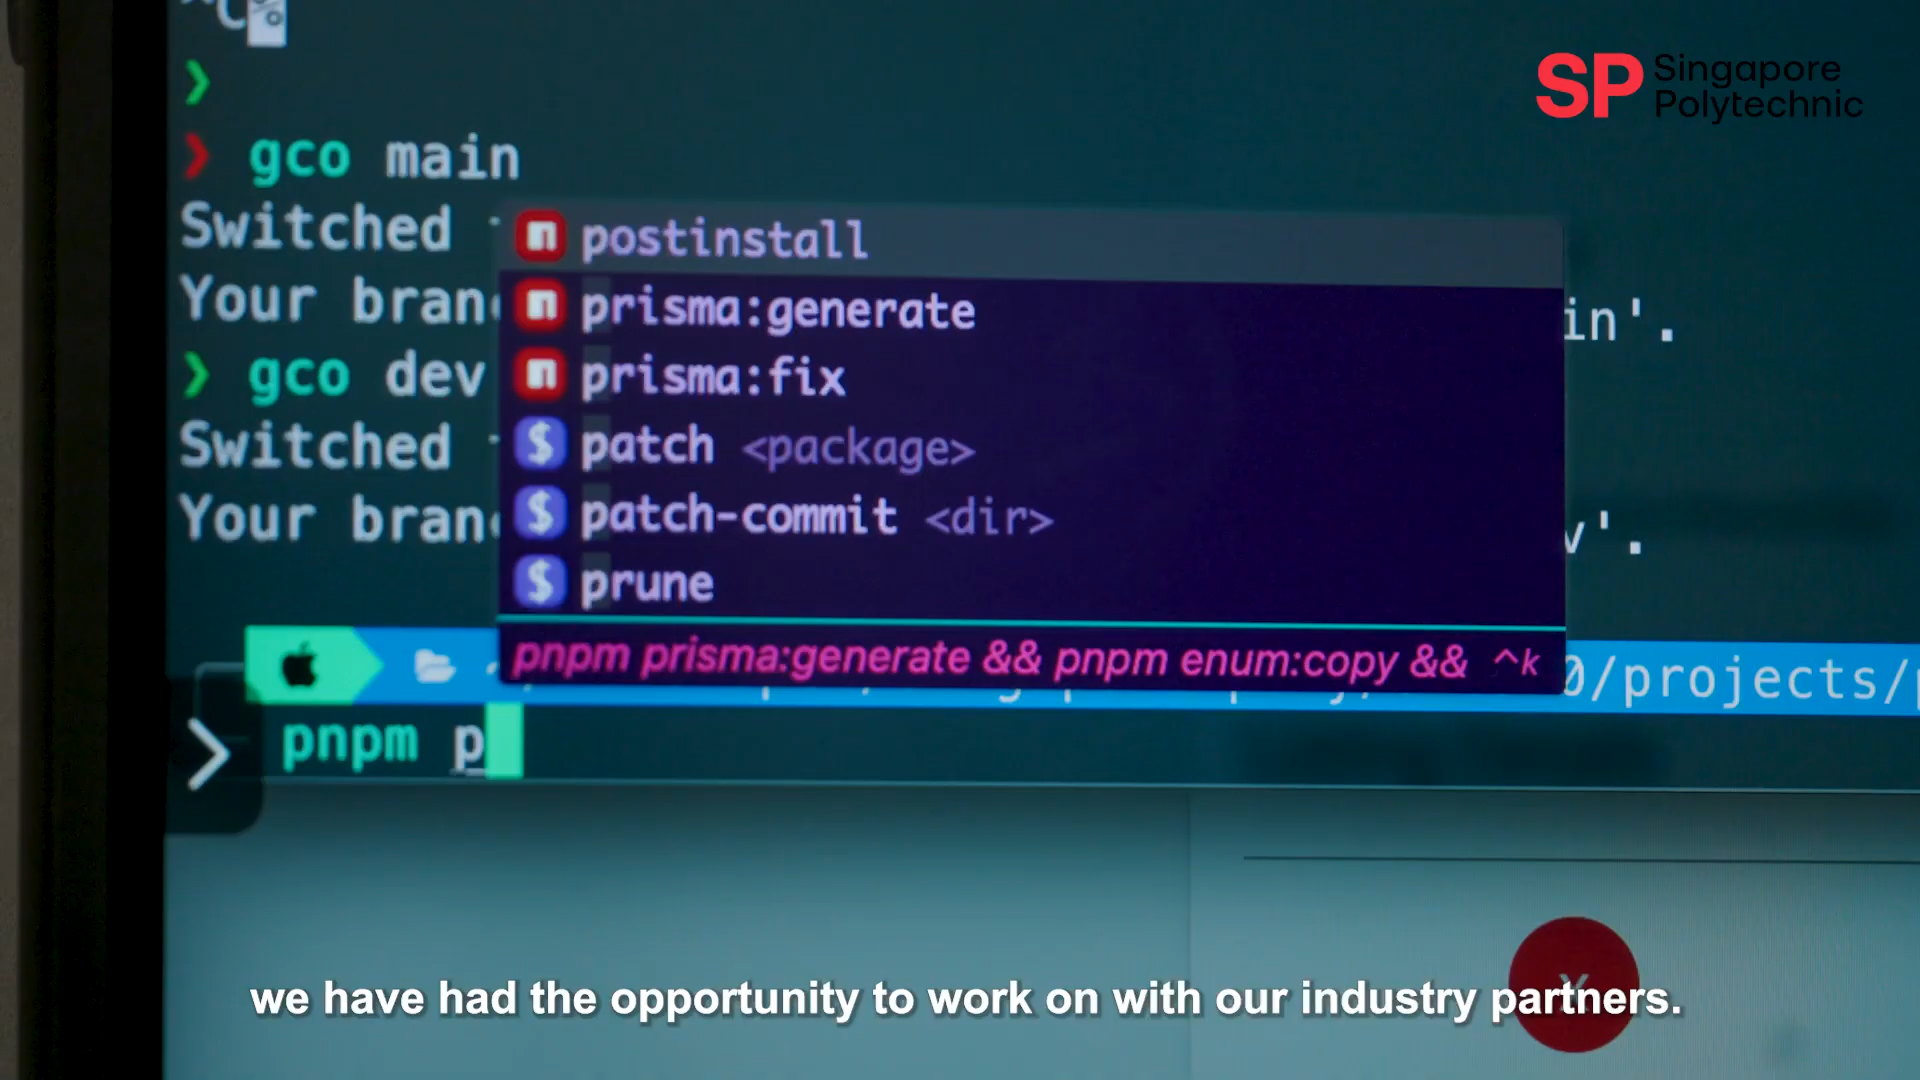 ^C%
SP Singapore
Polytechnic
❯
❯ gco main
Switched
Your bran in'.
❯ gco dev
Switched
Your bran v'.
postinstall
prisma:generate
prisma:fix
patch <package>
patch-commit <dir>
prune
pnpm prisma:generate && pnpm enum:copy && ^k
0/projects/p
pnpm p
we have had the opportunity to work on with our industry partners.